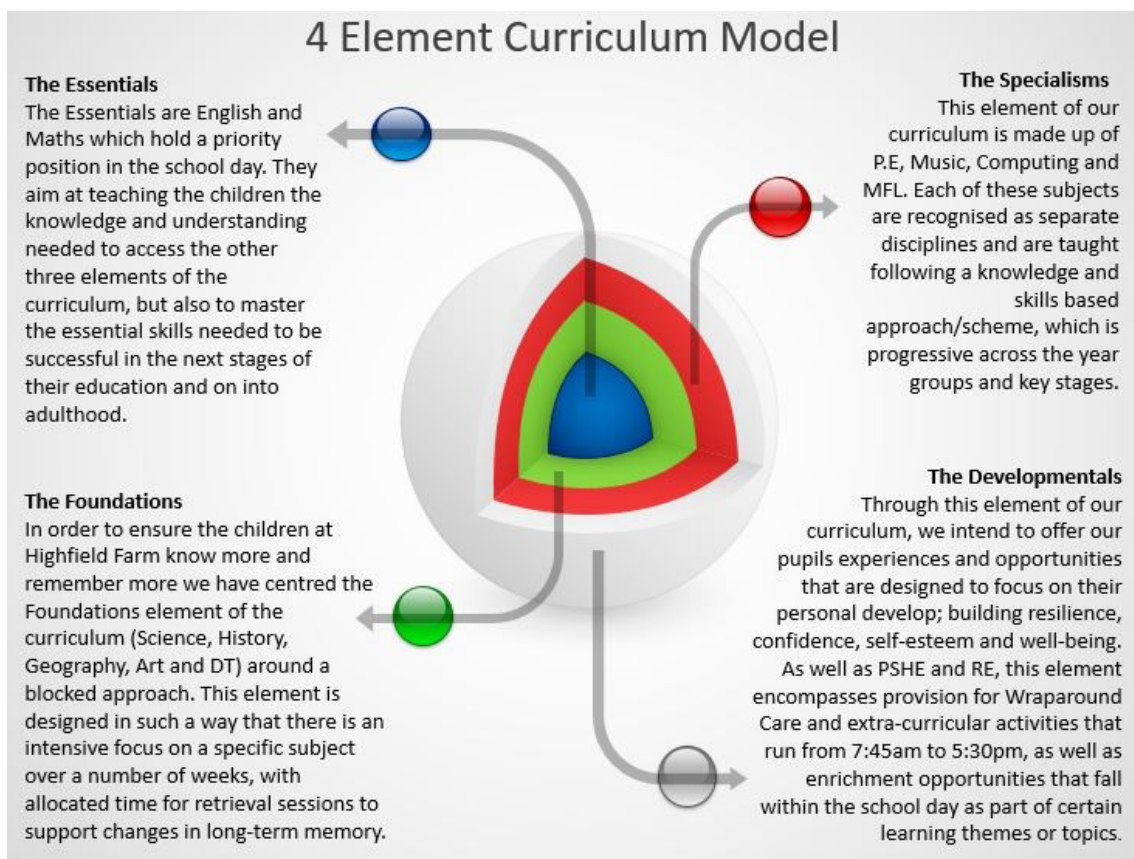 4 Element Curriculum Model
The Essentials
The Essentials are English and
Maths which hold a priority
position in the school day. They
aim at teaching the children the
knowledge and understanding
needed to access the other
three elements of the
curriculum, but also to master
the essential skills needed to be
successful in the next stages of
their education and on into
adulthood.
The Specialisms
This element of our
curriculum is made up of
P.E, Music, Computing and
MFL. Each of these subjects
are recognised as separate
disciplines and are taught
following a knowledge and
skills based
approach/scheme, which is
progressive across the year
groups and key stages.
The Foundations
In order to ensure the children at
Highfield Farm know more and
remember more we have centred the
Foundations element of the
curriculum (Science, History,
Geography, Art and DT) around a
blocked approach. This element is
designed in such a way that there is an
intensive focus on a specific subject
over a number of weeks, with
allocated time for retrieval sessions to
support changes in long-term memory.
The Developmentals
Through this element of our
curriculum, we intend to offer our
pupils experiences and opportunities
that are designed to focus on their
personal develop; building resilience,
confidence, self-esteem and well-being.
As well as PSHE and RE, this element
encompasses provision for Wraparound
Care and extra-curricular activities that
run from 7:45am to 5:30pm, as well as
enrichment opportunities that fall
within the school day as part of certain
learning themes or topics.